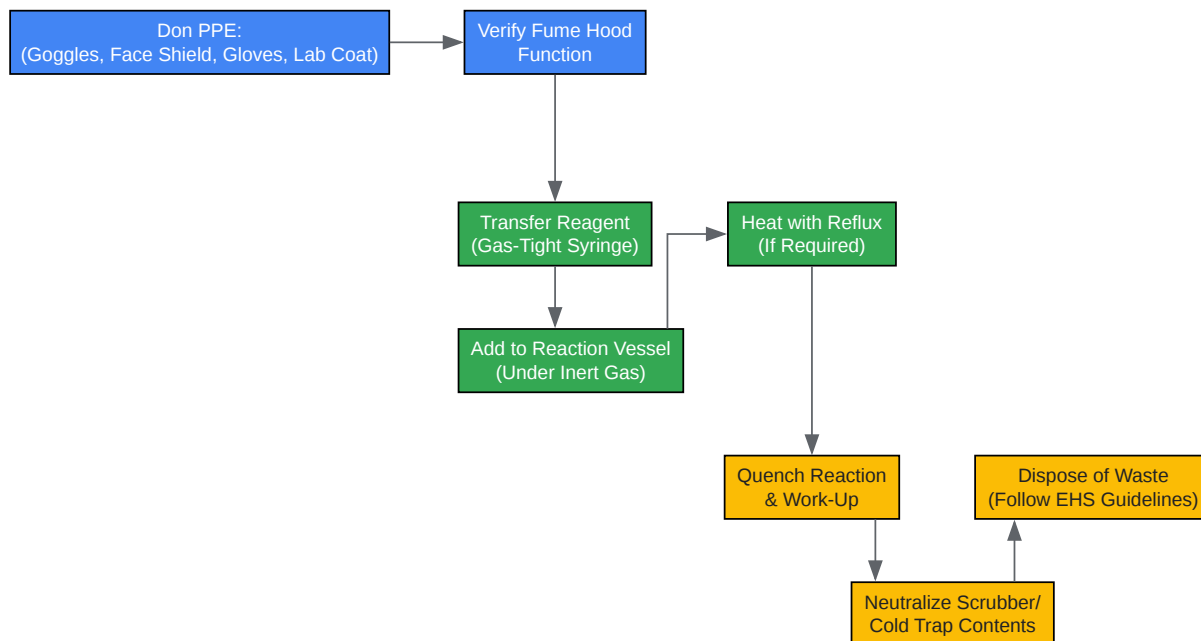 Don PPE:
(Goggles, Face Shield, Gloves, Lab Coat)
Verify Fume Hood
Function
Transfer Reagent
(Gas-Tight Syringe)
Add to Reaction Vessel
(Under Inert Gas)
Heat with Reflux
(If Required)
Quench Reaction
& Work-Up
Neutralize Scrubber/
Cold Trap Contents
Dispose of Waste
(Follow EHS Guidelines)